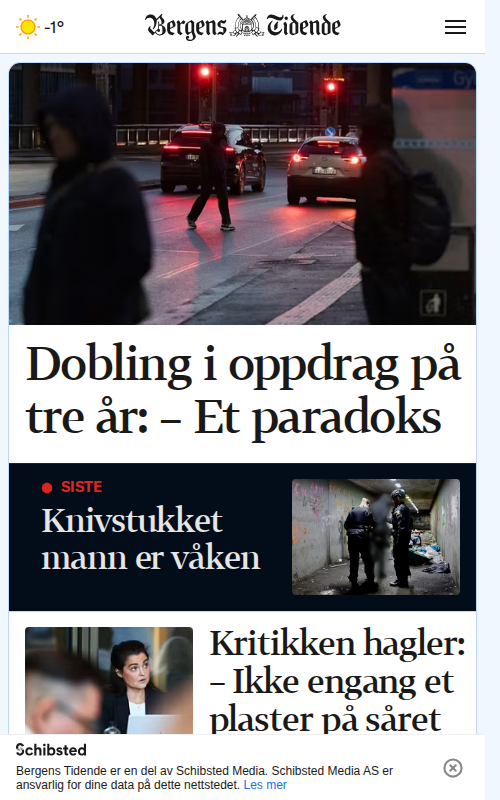 -1°
Bergens Tidende
Dobling i oppdrag på
tre år: – Et paradoks
SISTE
Knivstukket
mann er våken
Kritikken hagler:
– Ikke engang et
plaster på såret
Schibsted
Bergens Tidende er en del av Schibsted Media. Schibsted Media AS er
ansvarlig for dine data på dette nettstedet. Les mer